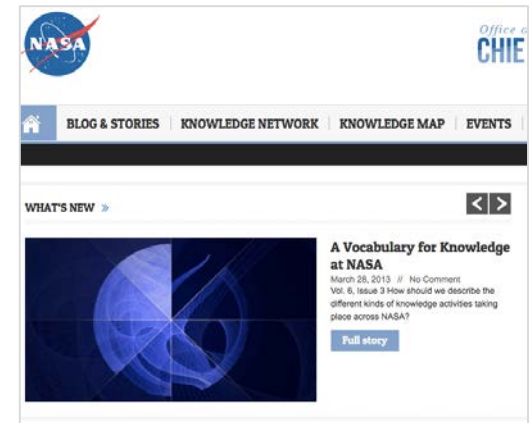 NASA
Office
CHIE
BLOG & STORIES KNOWLEDGE NETWORK KNOWLEDGE MAP EVENTS
WHAT'S NEW »
A Vocabulary for Knowledge
at NASA
March 28, 2013 // No Comment
Vol. 6, Issue 3 How should we describe the
different kinds of knowledge activities taking
place across NASA?
Full story